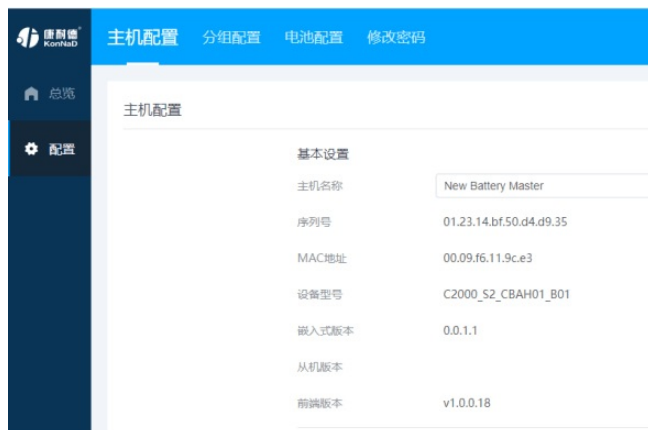 康耐德
KonNaD
主机配置 分组配置 电池配置 修改密码
总览
配置
主机配置
基本设置
主机名称 New Battery Master
序列号 01.23.14.bf.50.d4.d9.35
MAC地址 00.09.f6.11.9c.e3
设备型号 C2000_S2_CBAH01_B01
嵌入式版本 0.0.1.1
从机版本
前端版本 v1.0.0.18